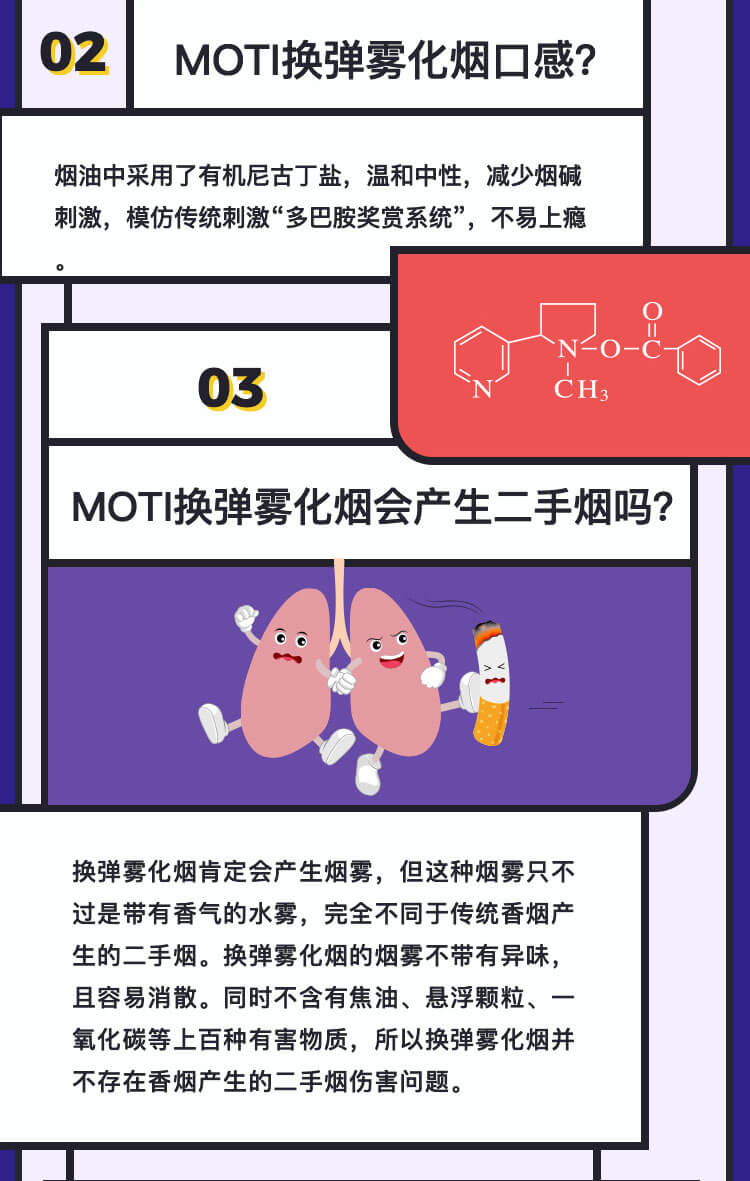 02
MOTI换弹雾化烟口感?
烟油中采用了有机尼古丁盐，温和中性，减少烟碱
刺激，模仿传统刺激“多巴胺奖赏系统”，不易上瘾
。
O
N
O
C
N
CH3
03
MOTI换弹雾化烟会产生二手烟吗?
换弹雾化烟肯定会产生烟雾，但这种烟雾只不
过是带有香气的水雾，完全不同于传统香烟产
生的二手烟。换弹雾化烟的烟雾不带有异味，
且容易消散。同时不含有焦油、悬浮颗粒、一
氧化碳等上百种有害物质，所以换弹雾化烟并
不存在香烟产生的二手烟伤害问题。